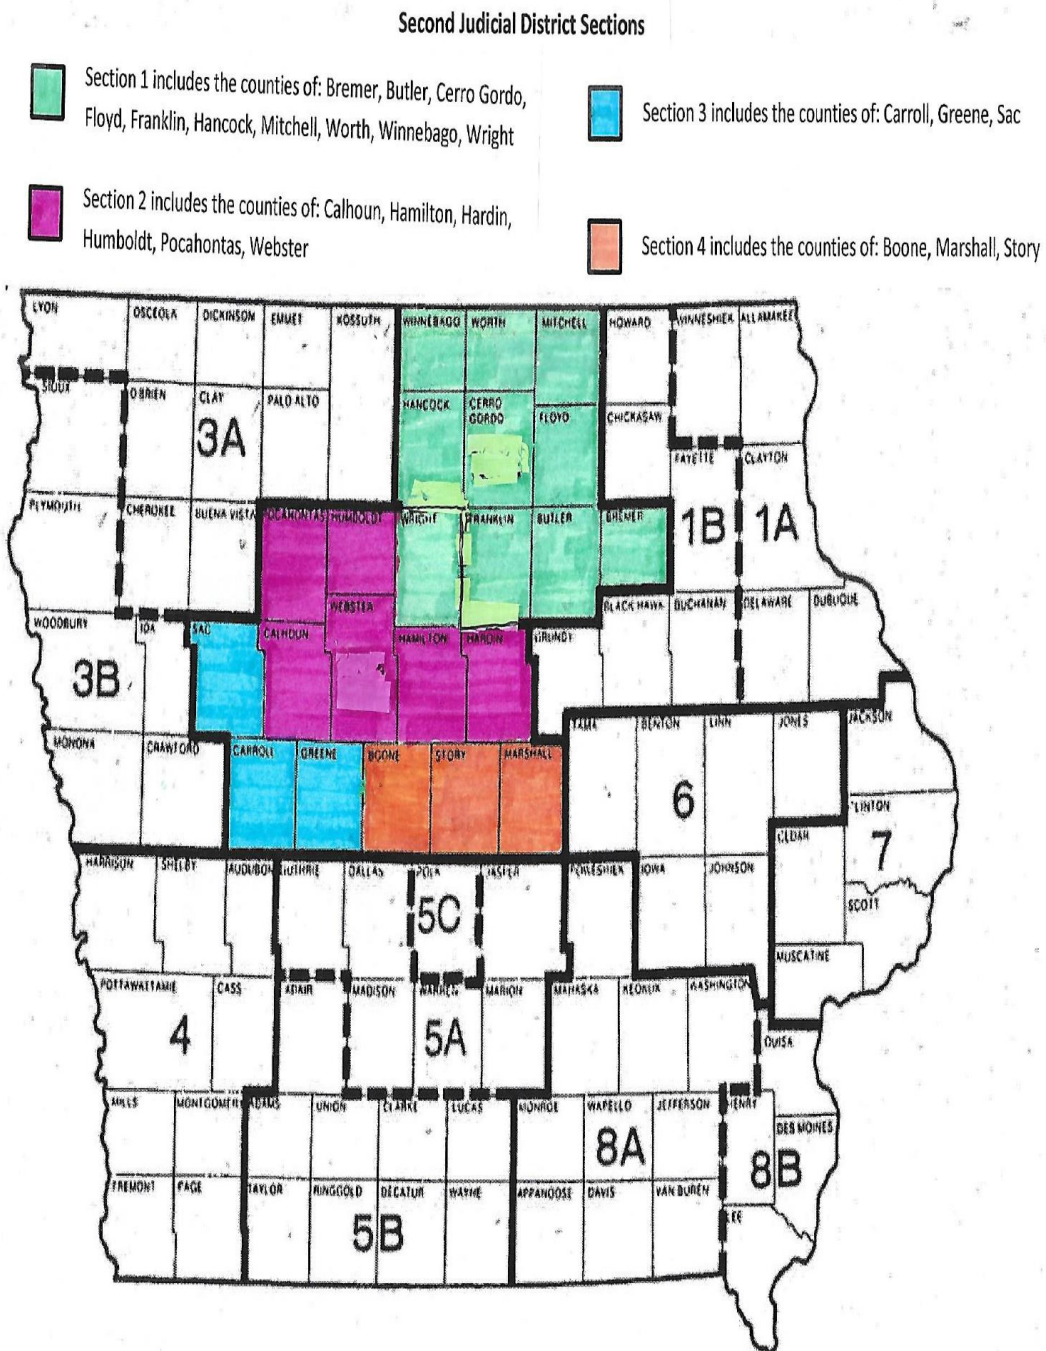 Second Judicial District Sections
Section 1 includes the counties of: Bremer, Butler, Cerro Gordo,
Floyd, Franklin, Hancock, Mitchell, Worth, Winnebago, Wright
Section 3 includes the counties of: Carroll, Greene, Sac
Section 2 includes the counties of: Calhoun, Hamilton, Hardin,
Humboldt, Pocahontas, Webster
Section 4 includes the counties of: Boone, Marshall, Story
LYON
OSCEOLA
DICKINSON
EMMET
KOSSUTH
WINNEBAGO
WORTH
MITCHELL
HOWARD
WINNESHIEK
ALLAMAKEE
SIOUX
O'BRIEN
CLAY
PALO ALTO
HANCOCK
CERRO
GORDO
FLOYD
CHICKASAW
3A
FAYETTE
CLAYTON
PLYMOUTH
CHEROKEE
BUENA VISTA
POCAHONTAS
HUMBOLDT
WRIGHT
FRANKLIN
BUTLER
BREMER
1B
1A
WEBSTER
BLACK HAWK
BUCHANAN
DELAWARE
DUBUQUE
WOODBURY
IDA
SAC
CALHOUN
HAMILTON
HARDIN
GRUNDY
3B
TAMA
BENTON
LINN
JONES
JACKSON
MONONA
CRAWFORD
CARROLL
GREENE
BOONE
STORY
MARSHALL
6
CLINTON
CEDAR
7
HARRISON
SHELBY
AUDUBON
GUTHRIE
DALLAS
POLK
JASPER
POWESHIEK
IOWA
JOHNSON
5C
SCOTT
MUSCATINE
POTTAWATTAMIE
CASS
ADAIR
MADISON
WARREN
MARION
MAHASKA
KEOKUK
WASHINGTON
4
5A
OUISA
MILLS
MONTGOMERY
ADAMS
UNION
CLARKE
LUCAS
MONROE
WAPELLO
JEFFERSON
HENRY
DES MOINES
8A
8B
FREMONT
PAGE
TAYLOR
RINGGOLD
DECATUR
WAYNE
APPANOOSE
DAVIS
VAN BUREN
LEE
5B